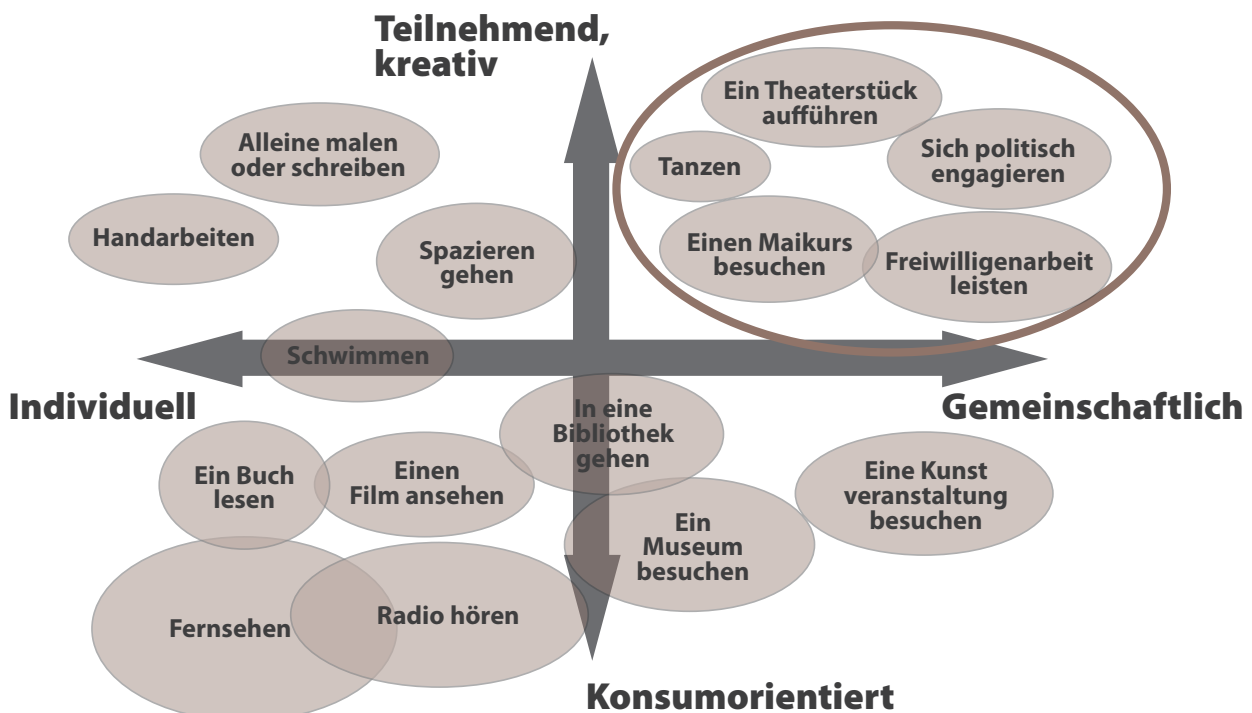 Teilnehmend,
kreativ
Ein Theaterstück
aufführen
Alleine malen
oder schreiben
Tanzen
Sich politisch
engagieren
Handarbeiten
Spazieren
gehen
Einen Maikurs
besuchen
Freiwilligenarbeit
leisten
Schwimmen
Individuell
Gemeinschaftlich
In eine
Bibliothek
gehen
Ein Buch
lesen
Einen
Film ansehen
Eine Kunst
veranstaltung
besuchen
Ein
Museum
besuchen
Fernsehen
Radio hören
Konsumorientiert